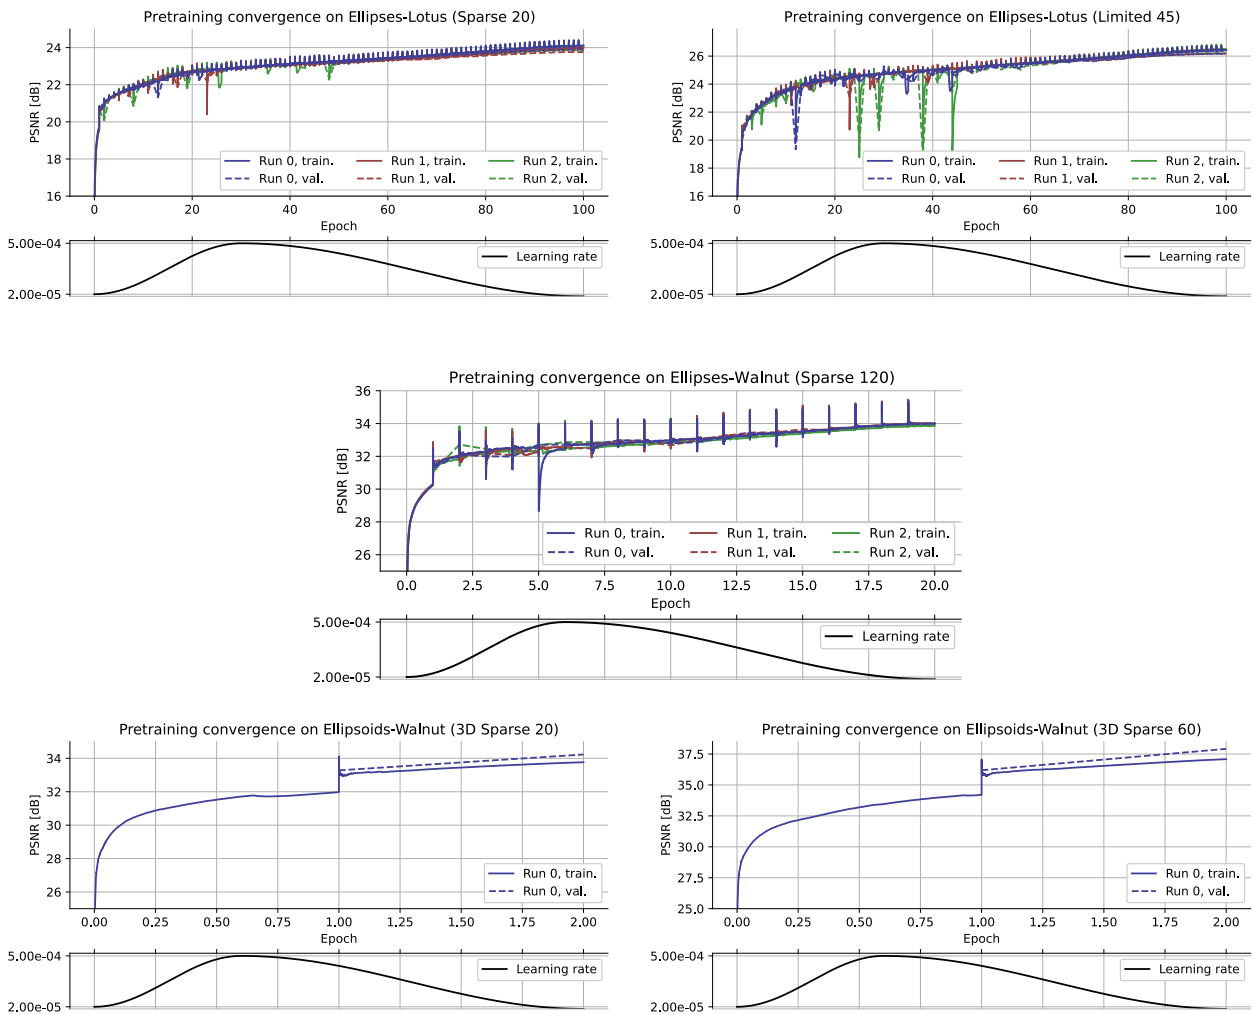 Pretraining convergence on Ellipses-Lotus (Sparse 20)
PSNR [dB]
24
22
20
18
16
Run 0, train. Run 1, train. Run 2, train.
Run 0, val. Run 1, val. Run 2, val.
0 20 40 60 80 100
Epoch
5.00e−04
2.00e−05
Learning rate
Pretraining convergence on Ellipses-Lotus (Limited 45)
PSNR [dB]
26
24
22
20
18
16
Run 0, train. Run 1, train. Run 2, train.
Run 0, val. Run 1, val. Run 2, val.
0 20 40 60 80 100
Epoch
5.00e−04
2.00e−05
Learning rate
Pretraining convergence on Ellipses-Walnut (Sparse 120)
PSNR [dB]
36
34
32
30
28
26
Run 0, train. Run 1, train. Run 2, train.
Run 0, val. Run 1, val. Run 2, val.
0.0 2.5 5.0 7.5 10.0 12.5 15.0 17.5 20.0
Epoch
5.00e−04
2.00e−05
Learning rate
Pretraining convergence on Ellipsoids-Walnut (3D Sparse 20)
PSNR [dB]
34
32
30
28
26
Run 0, train.
Run 0, val.
0.00 0.25 0.50 0.75 1.00 1.25 1.50 1.75 2.00
Epoch
5.00e−04
2.00e−05
Learning rate
Pretraining convergence on Ellipsoids-Walnut (3D Sparse 60)
PSNR [dB]
37.5
35.0
32.5
30.0
27.5
25.0
Run 0, train.
Run 0, val.
0.00 0.25 0.50 0.75 1.00 1.25 1.50 1.75 2.00
Epoch
5.00e−04
2.00e−05
Learning rate